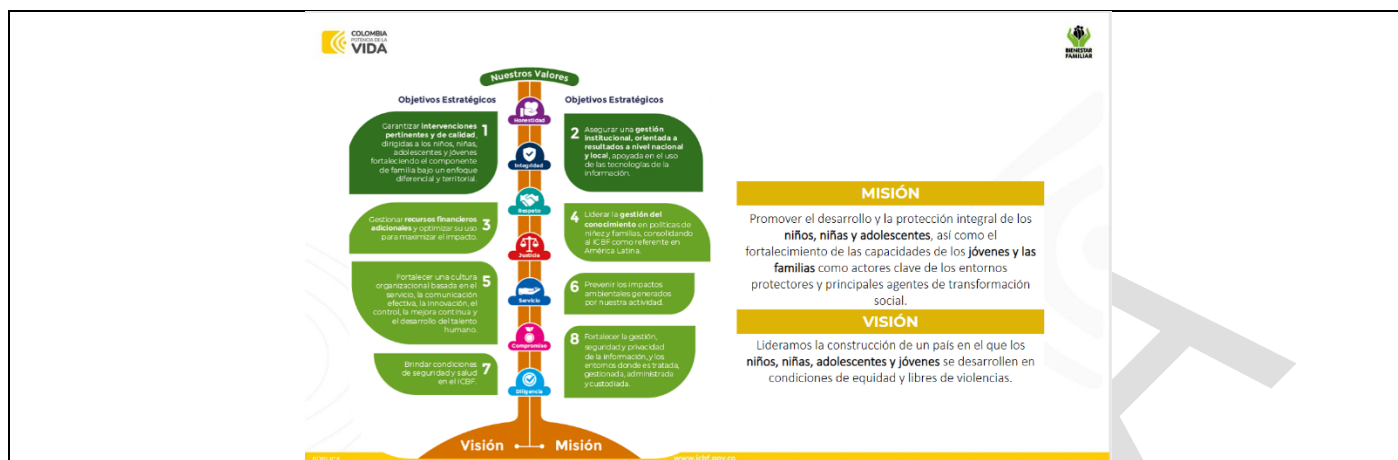 COLOMBIA
POTENCIA DE LA
VIDA
BIENESTAR
FAMILIAR
Nuestros Valores
Objetivos Estratégicos
Objetivos Estratégicos
Honestidad
1
Garantizar intervenciones
pertinentes y de calidad,
dirigidas a los niños, niñas,
adolescentes y jóvenes
fortaleciendo el componente
de familia bajo un enfoque
diferencial y territorial.
2
Asegurar una gestión
institucional, orientada a
resultados a nivel nacional
y local, apoyada en el uso
de las tecnologías de la
información.
Integridad
Respeto
3
Gestionar recursos financieros
adicionales y optimizar su uso
para maximizar el impacto.
4
Liderar la gestión del
conocimiento en políticas de
niñez y familias, consolidando
al ICBF como referente en
América Latina.
Justicia
5
Fortalecer una cultura
organizacional basada en el
servicio, la comunicación
efectiva, la innovación, el
control, la mejora continua y
el desarrollo del talento
humano.
6
Prevenir los impactos
ambientales generados
por nuestra actividad.
Servicio
Compromiso
7
Brindar condiciones
de seguridad y salud
en el ICBF.
8
Fortalecer la gestión,
seguridad y privacidad
de la información, y los
entornos donde es tratada,
gestionada, administrada
y custodiada.
Diligencia
Visión
Misión
MISIÓN
Promover el desarrollo y la protección integral de los
niños, niñas y adolescentes, así como el
fortalecimiento de las capacidades de los jóvenes y las
familias como actores clave de los entornos
protectores y principales agentes de transformación
social.
VISIÓN
Lideramos la construcción de un país en el que los
niños, niñas, adolescentes y jóvenes se desarrollen en
condiciones de equidad y libres de violencias.
PÚBLICA
www.icbf.gov.co